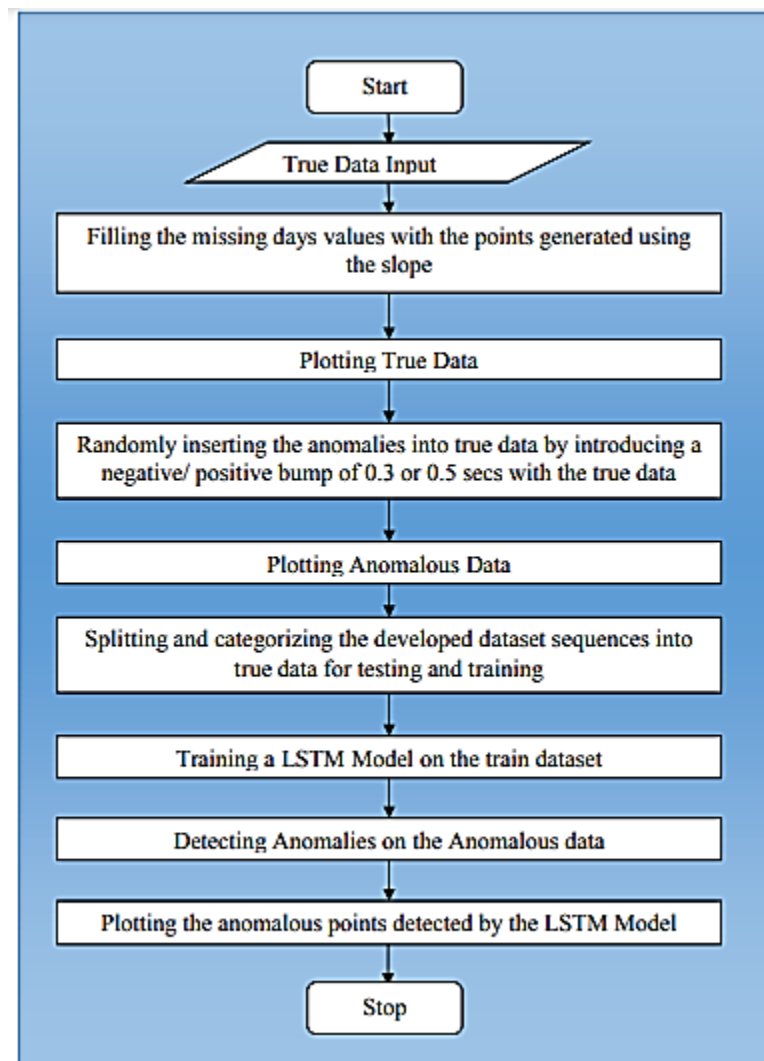 Start
True Data Input
Filling the missing days values with the points generated using
the slope
Plotting True Data
Randomly inserting the anomalies into true data by introducing a
negative/ positive bump of 0.3 or 0.5 secs with the true data
Plotting Anomalous Data
Splitting and categorizing the developed dataset sequences into
true data for testing and training
Training a LSTM Model on the train dataset
Detecting Anomalies on the Anomalous data
Plotting the anomalous points detected by the LSTM Model
Stop